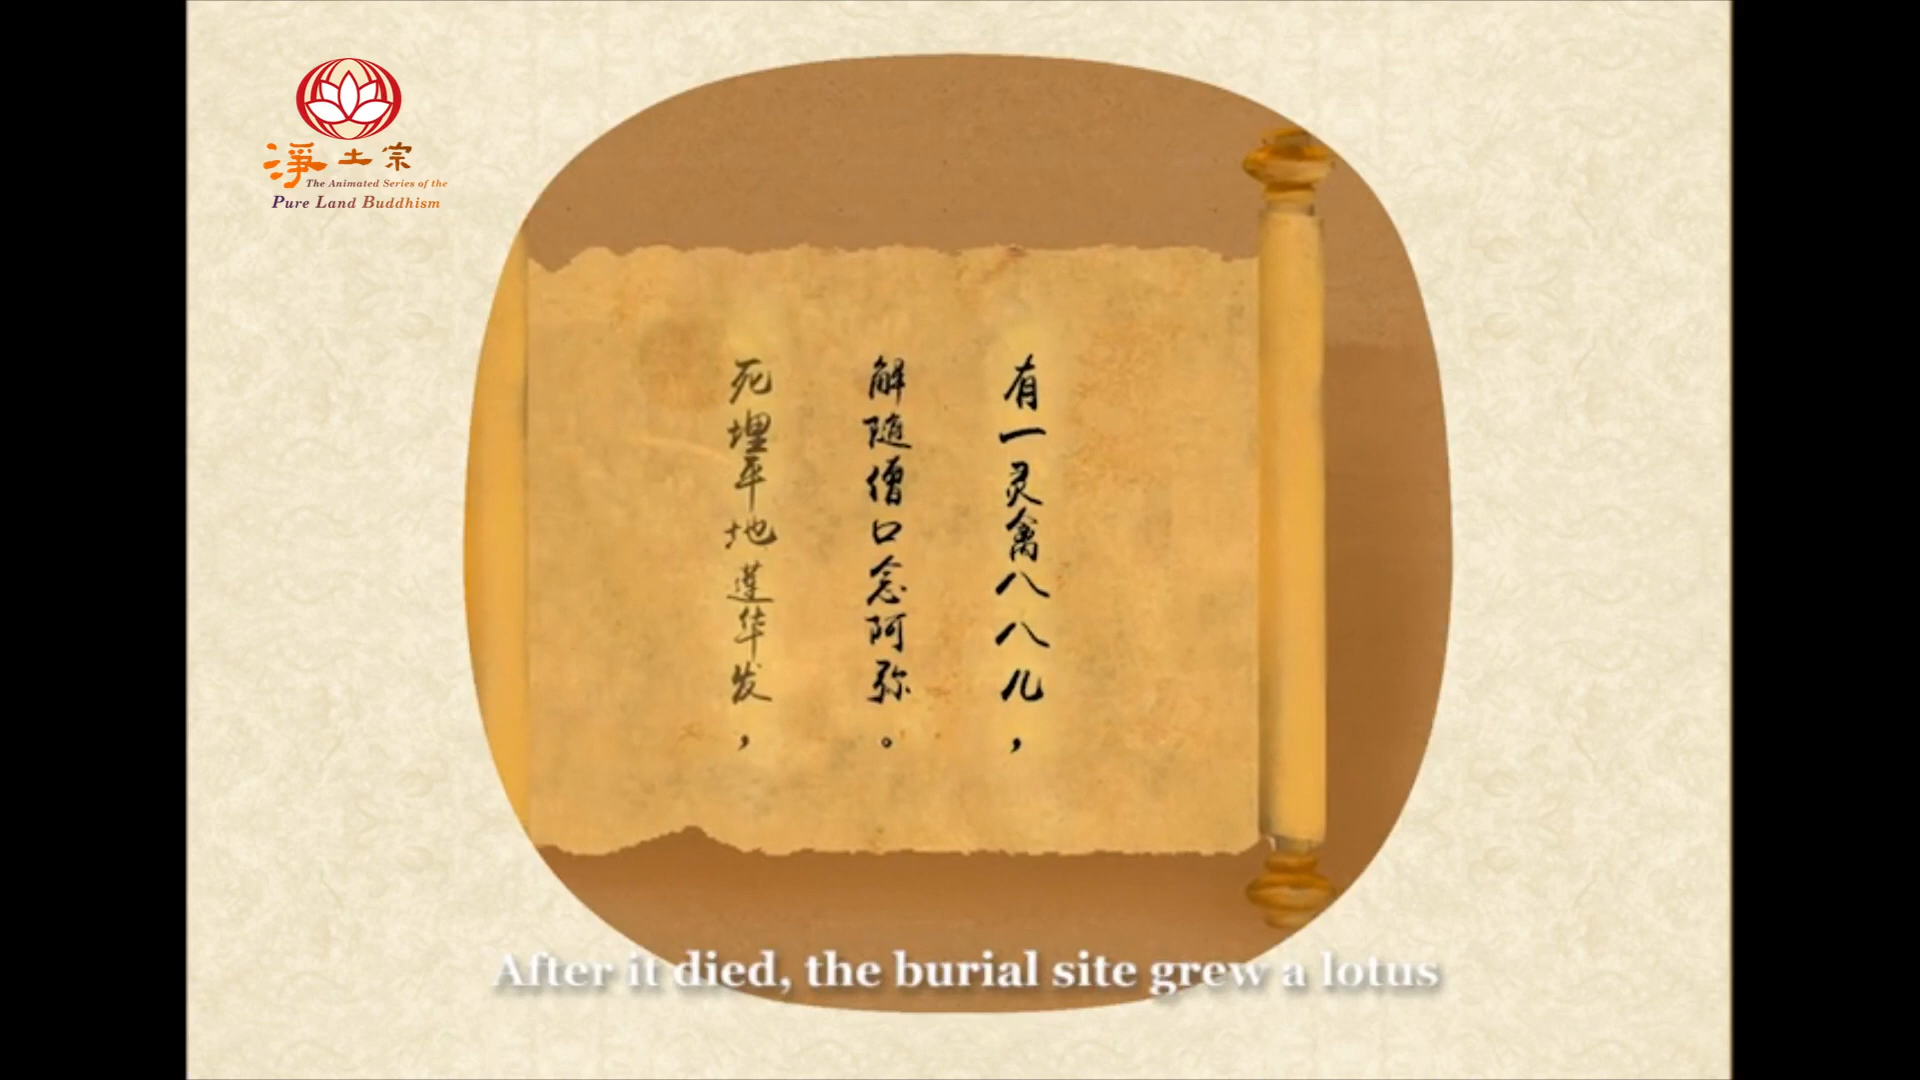 淨土宗
The Animated Series of the
Pure Land Buddhism
有一灵禽八八儿，
解随僧口念阿弥。
死埋平地莲华发，
After it died, the burial site grew a lotus